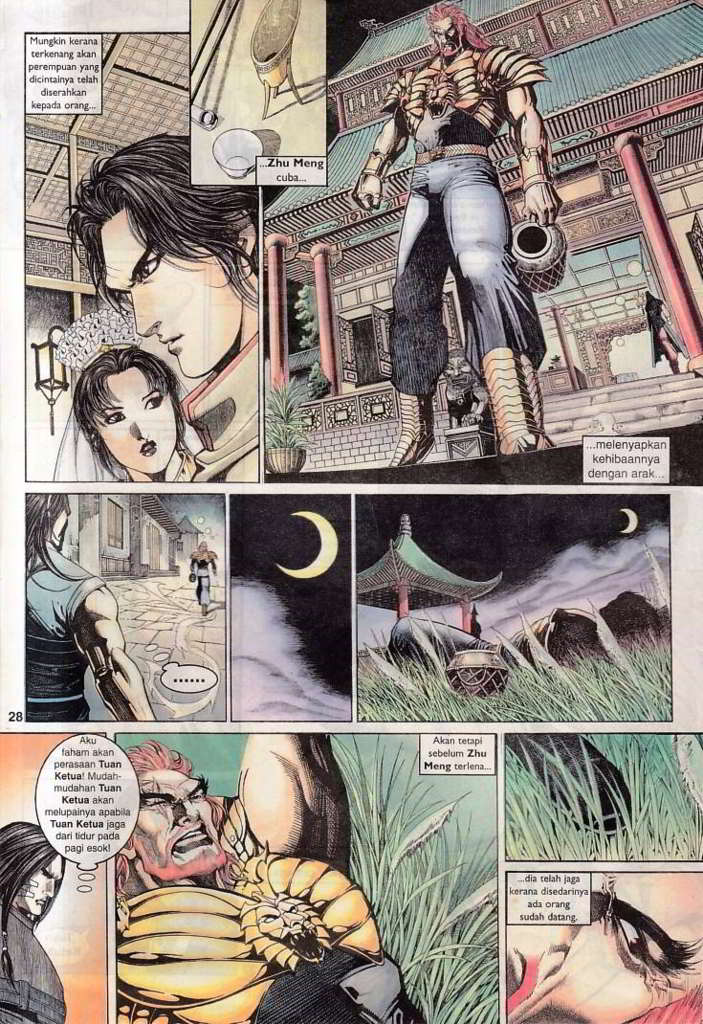 Mungkin kerana
terkenang akan
perempuan yang
dicintainya telah
diserahkan
kepada orang...
...Zhu Meng
cuba...
...melenyapkan
kehibaannya
dengan arak...
......
28
Aku
faham akan
perasaan Tuan
Ketua! Mudah-
mudahan Tuan
Ketua akan
melupainya apabila
Tuan Ketua jaga
dari tidur pada
pagi esok!
Akan tetapi
sebelum Zhu
Meng terlena...
...dia telah jaga
kerana disedarinya
ada orang
sudah datang.